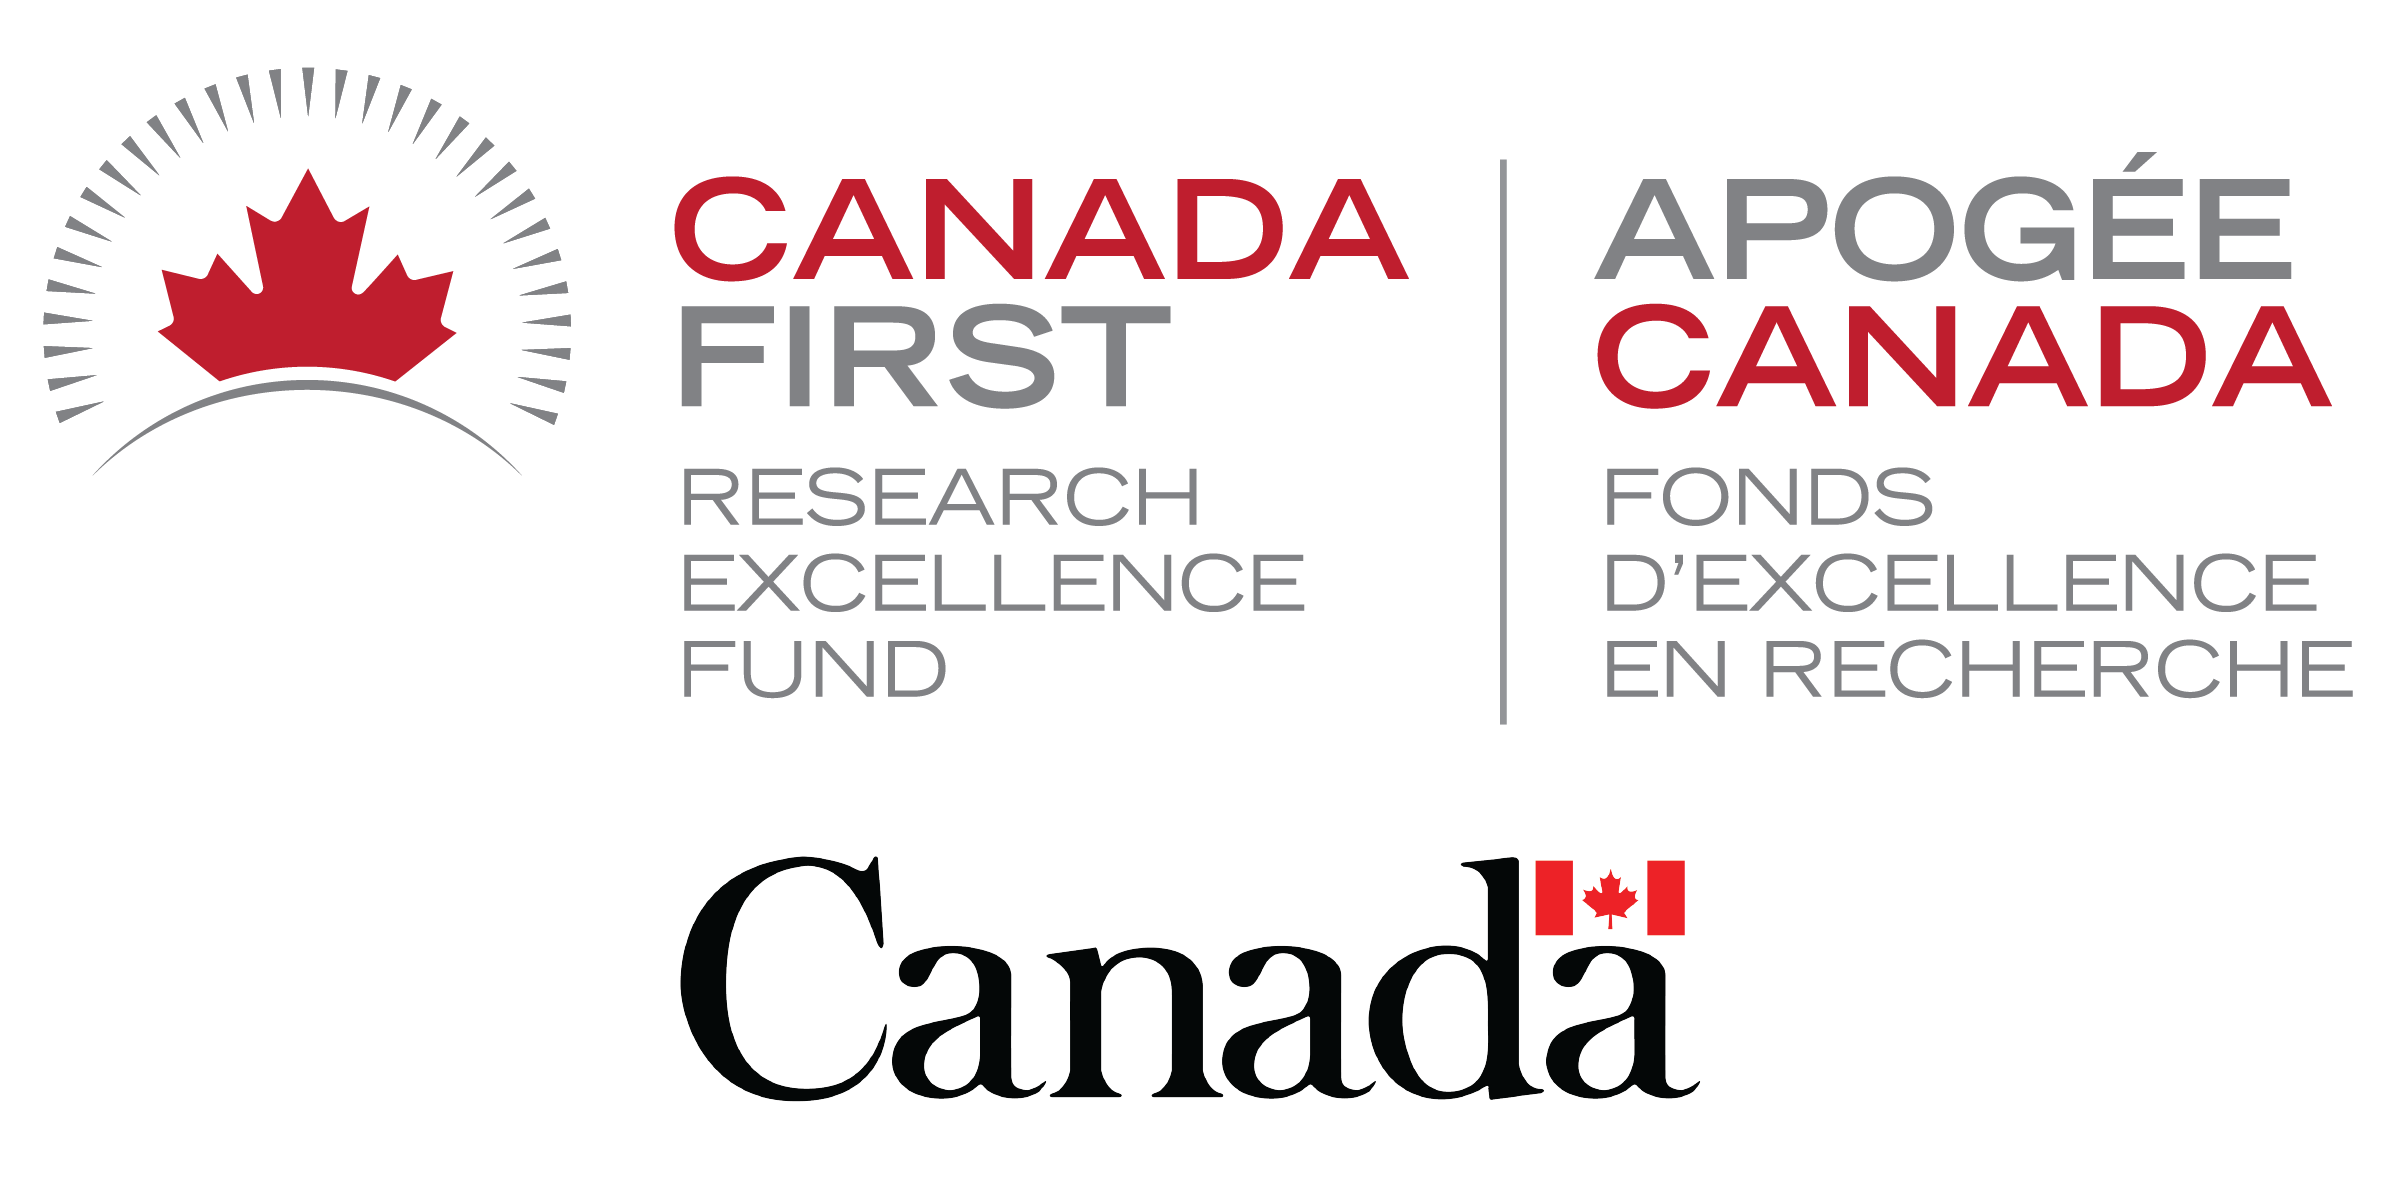 CANADA
FIRST
RESEARCH
EXCELLENCE
FUND
APOGÉE
CANADA
FONDS
D'EXCELLENCE
EN RECHERCHE
Canada